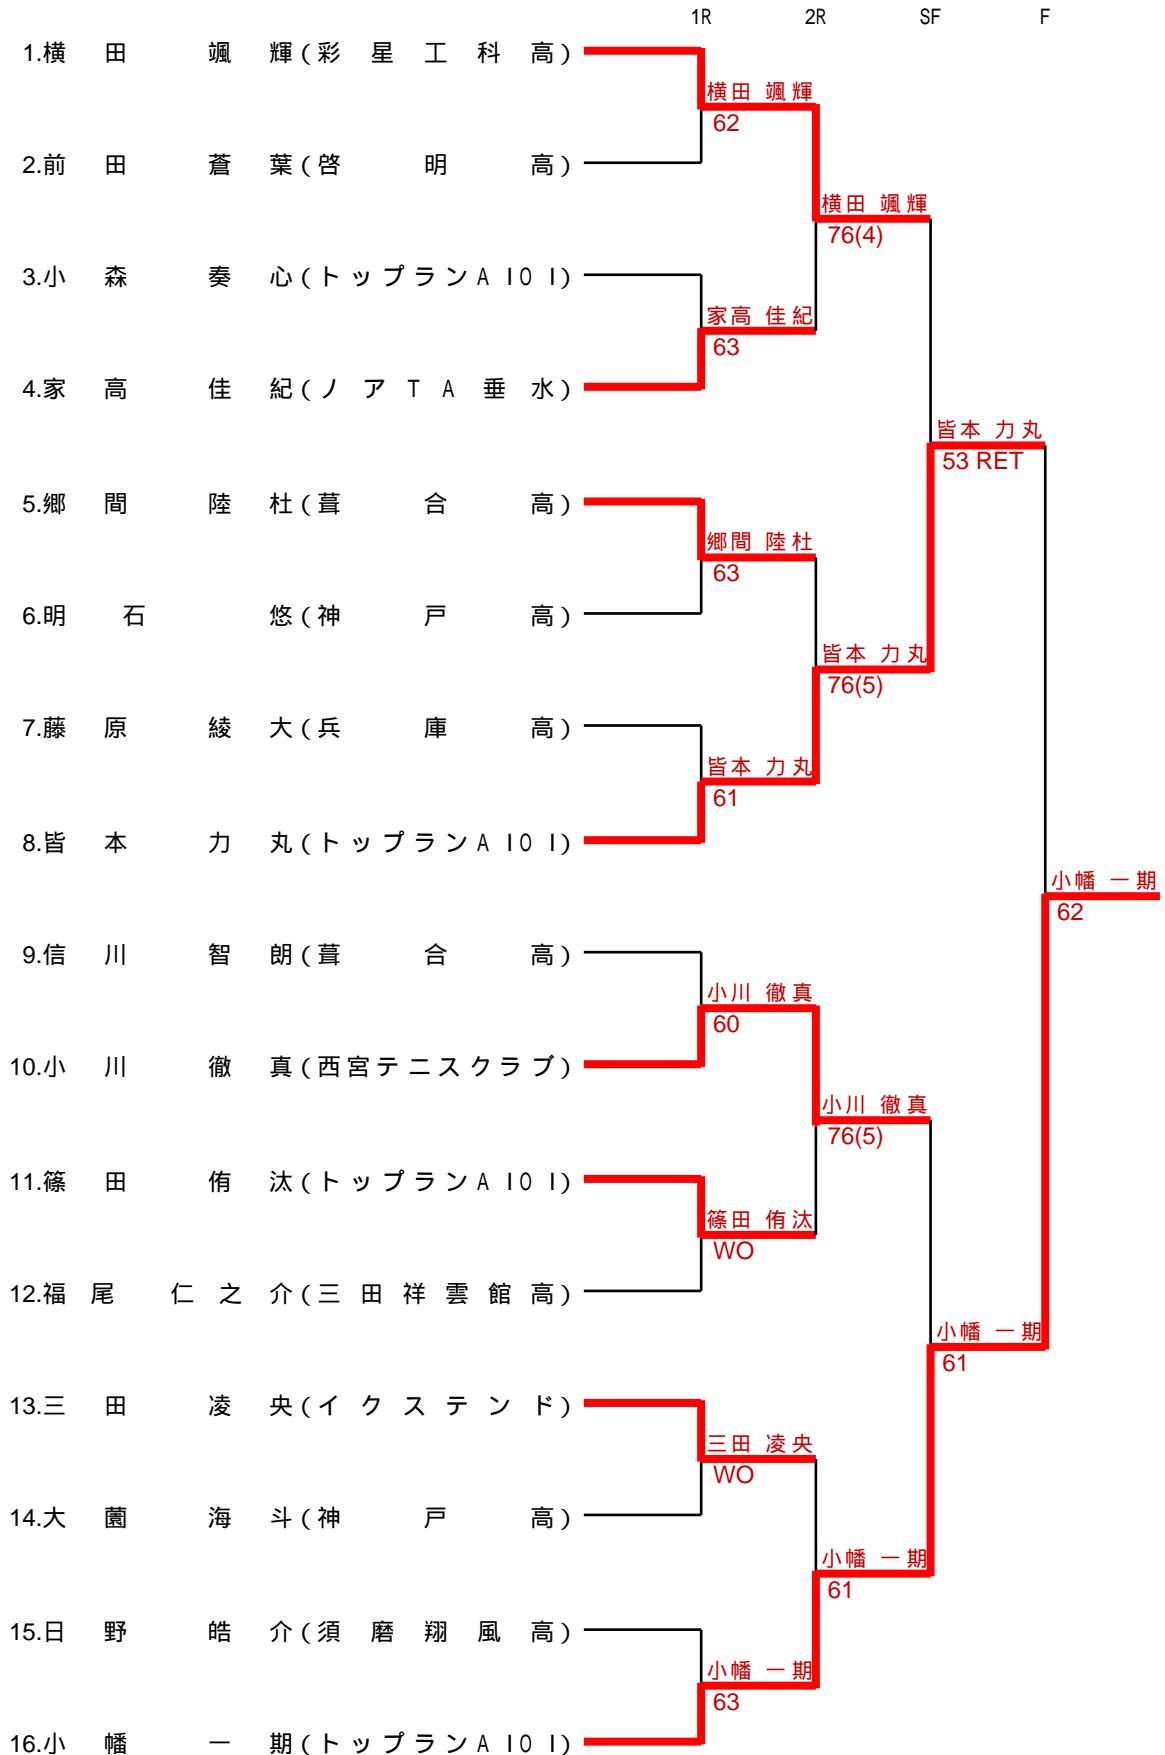 1R 2R SF F
1.横田 颯輝(彩星工科高)
横田 颯輝
62
2.前田 蒼葉(啓明高)
横田 颯輝
76(4)
3.小森 奏心(トップランAIOI)
家高 佳紀
63
4.家高 佳紀(ノアTA垂水)
皆本 力丸
53 RET
5.郷間 陸杜(葺合高)
郷間 陸杜
63
6.明石 悠(神戸高)
皆本 力丸
76(5)
7.藤原 綾大(兵庫高)
皆本 力丸
61
8.皆本 力丸(トップランAIOI)
小幡 一期
62
9.信川 智朗(葺合高)
小川 徹真
60
10.小川 徹真(西宮テニスクラブ)
小川 徹真
76(5)
11.篠田 侑汰(トップランAIOI)
篠田 侑汰
WO
12.福尾 仁之介(三田祥雲館高)
小幡 一期
61
13.三田 凌央(イクステンド)
三田 凌央
WO
14.大薗 海斗(神戸高)
小幡 一期
61
15.日野 皓介(須磨翔風高)
小幡 一期
63
16.小幡 一期(トップランAIOI)